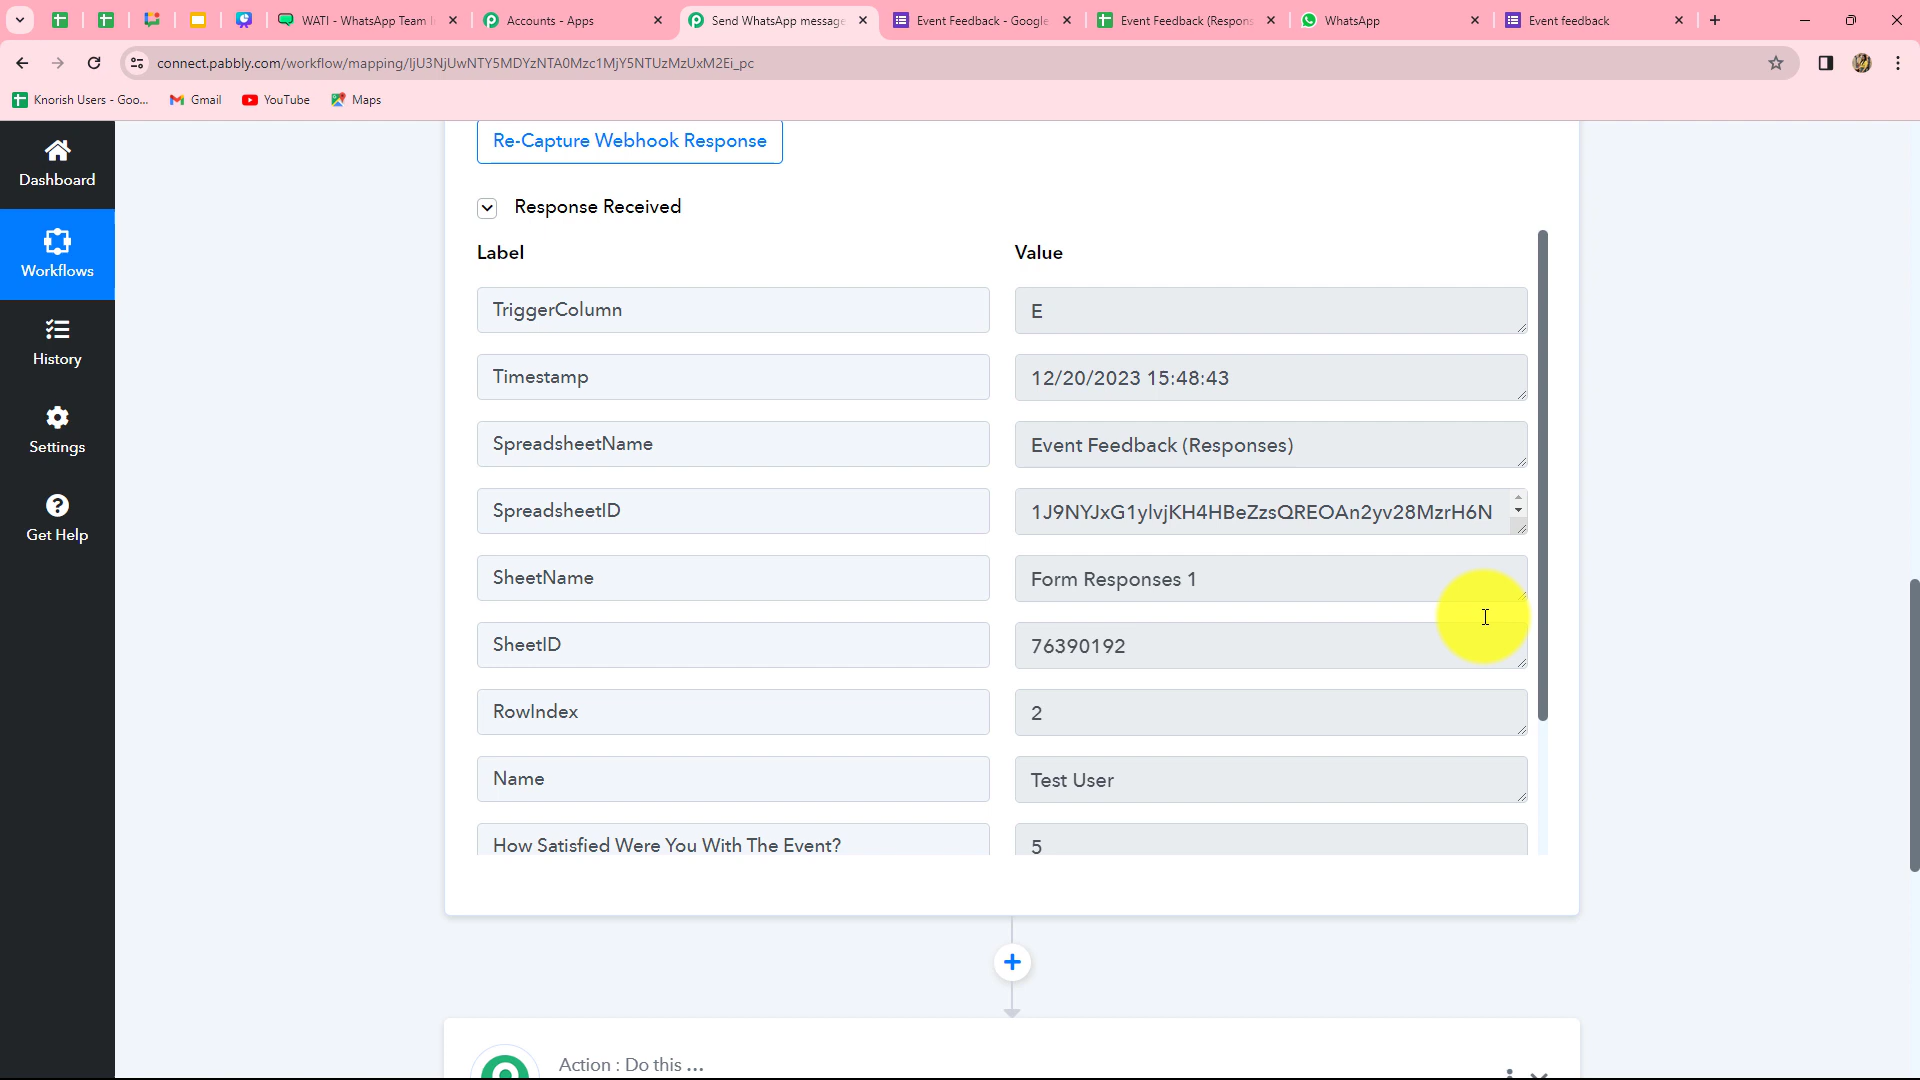 WATI - WhatsApp Team I
Accounts - Apps
Send WhatsApp message
Event Feedback - Google
Event Feedback (Respons
WhatsApp
Event feedback
connect.pabbly.com/workflow/mapping/IjU3NjUwNTY5MDYzNTA0Mzc1MjY5NTUzMzUxM2Ei_pc
Knorish Users - Goo...
Gmail
YouTube
Maps
Dashboard
Workflows
History
Settings
Get Help
Re-Capture Webhook Response
Response Received
Label Value
TriggerColumn E
Timestamp 12/20/2023 15:48:43
SpreadsheetName Event Feedback (Responses)
SpreadsheetID 1J9NYJxG1ylvjKH4HBeZzsQREOAn2yv28MzrH6N
SheetName Form Responses 1
SheetID 76390192
RowIndex 2
Name Test User
How Satisfied Were You With The Event? 5
Action : Do this ...